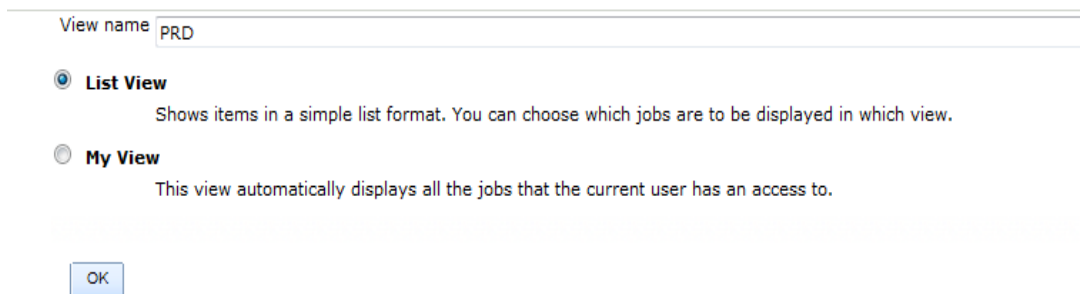 View name PRD
List View
Shows items in a simple list format. You can choose which jobs are to be displayed in which view.
My View
This view automatically displays all the jobs that the current user has an access to.
OK